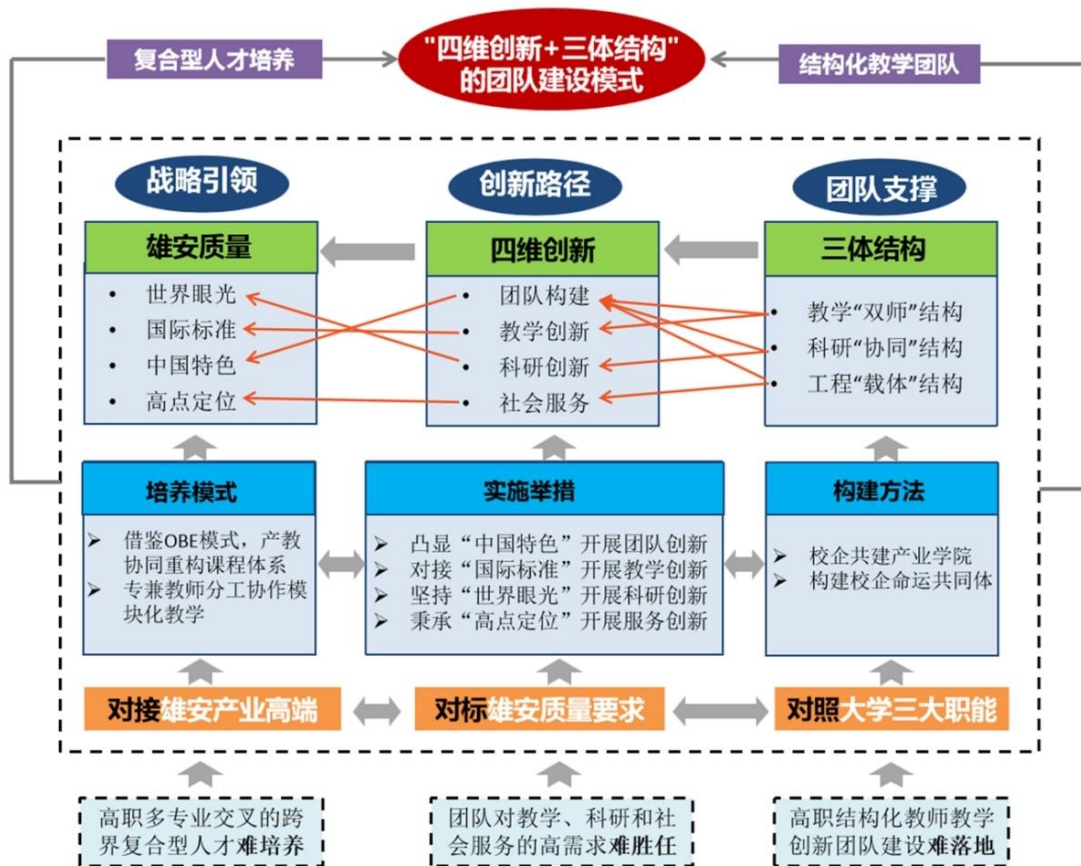 复合型人才培养
"四维创新+三体结构"
的团队建设模式
结构化教学团队
战略引领
创新路径
团队支撑
雄安质量
四维创新
三体结构
• 世界眼光
• 国际标准
• 中国特色
• 高点定位
• 团队构建
• 教学创新
• 科研创新
• 社会服务
• 教学“双师”结构
• 科研“协同”结构
• 工程“载体”结构
培养模式
实施举措
构建方法
➢ 借鉴OBE模式，产教
协同重构课程体系
➢ 专兼教师分工协作模
块化教学
➢ 凸显“中国特色”开展团队创新
➢ 对接“国际标准”开展教学创新
➢ 坚持“世界眼光”开展科研创新
➢ 秉承“高点定位”开展服务创新
➢ 校企共建产业学院
➢ 构建校企命运共同体
对接雄安产业高端
对标雄安质量要求
对照大学三大职能
高职多专业交叉的跨
界复合型人才难培养
团队对教学、科研和社
会服务的高需求难胜任
高职结构化教师教学
创新团队建设难落地